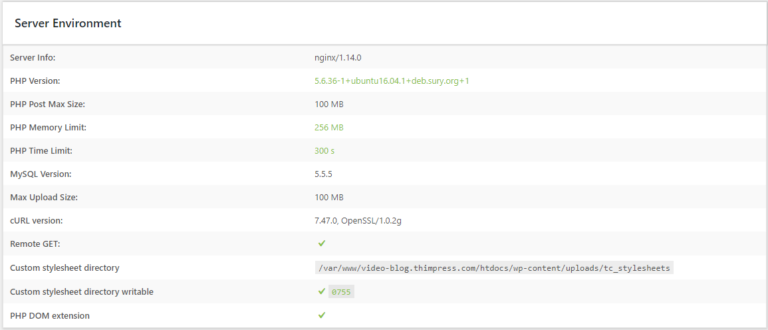 Server Environment
Server Info: nginx/1.14.0
PHP Version: 5.6.36-1+ubuntu16.04.1+deb.sury.org+1
PHP Post Max Size: 100 MB
PHP Memory Limit: 256 MB
PHP Time Limit: 300 s
MySQL Version: 5.5.5
Max Upload Size: 100 MB
cURL version: 7.47.0, OpenSSL/1.0.2g
Remote GET: ✔
Custom stylesheet directory /var/www/video-blog.thimpress.com/htdocs/wp-content/uploads/tc_stylesheets
Custom stylesheet directory writable ✔ 0755
PHP DOM extension ✔